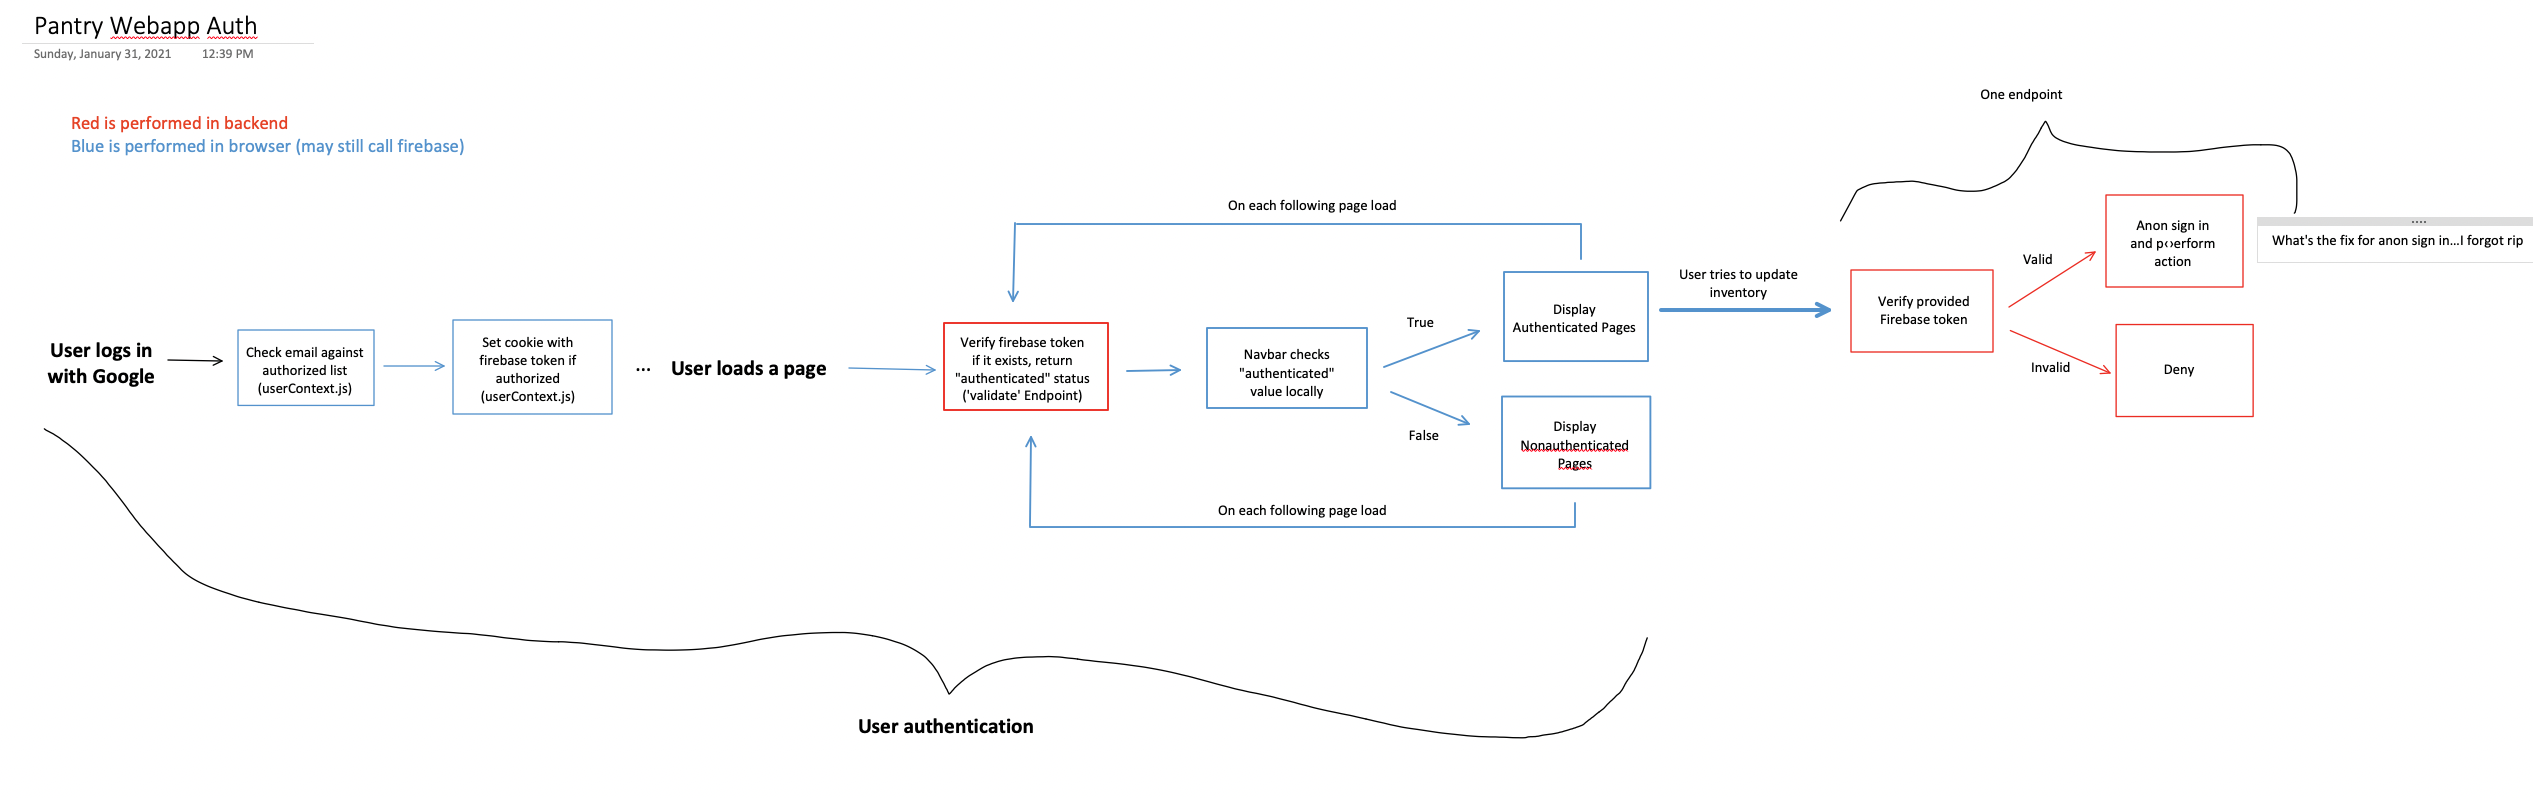 Pantry Webapp Auth
Sunday, January 31, 2021 12:39 PM
Red is performed in backend
Blue is performed in browser (may still call firebase)
User logs in
with Google
Check email against
authorized list
(userContext.js)
Set cookie with
firebase token if
authorized
(userContext.js)
...
User loads a page
On each following page load
Verify firebase token
if it exists, return
"authenticated" status
('validate' Endpoint)
Navbar checks
"authenticated"
value locally
True
False
Display
Authenticated Pages
Display
Nonauthenticated
Pages
On each following page load
User tries to update
inventory
One endpoint
Verify provided
Firebase token
Valid
Invalid
Anon sign in
and p‹›erform
action
Deny
What's the fix for anon sign in...I forgot rip
User authentication